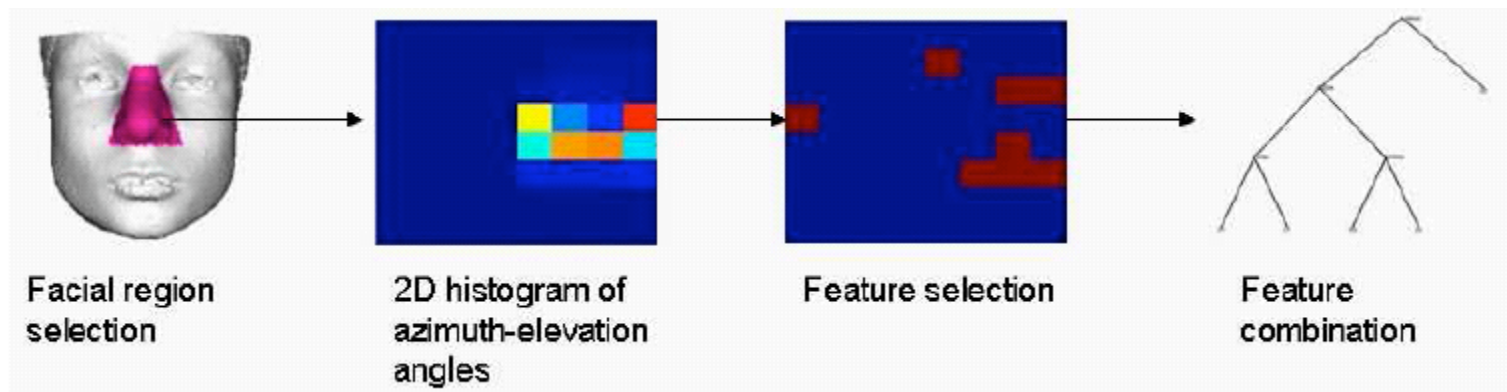 Facial region
selection
2D histogram of
azimuth-elevation
angles
Feature selection
Feature
combination